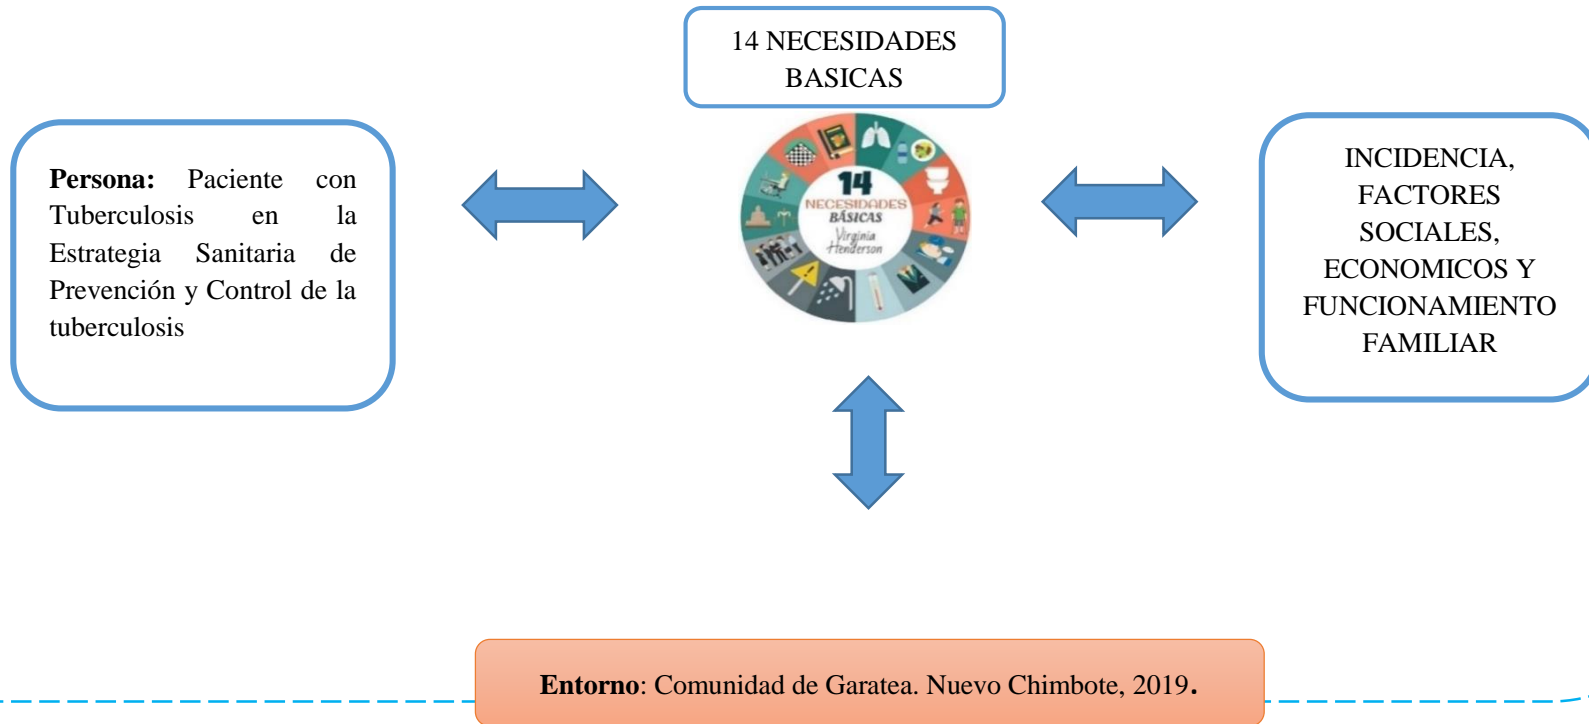 14 NECESIDADES
BASICAS
Persona: Paciente con
Tuberculosis en la
Estrategia Sanitaria de
Prevención y Control de la
tuberculosis
14
NECESIDADES
BÁSICAS
Virginia
Henderson
INCIDENCIA,
FACTORES
SOCIALES,
ECONOMICOS Y
FUNCIONAMIENTO
FAMILIAR
Entorno: Comunidad de Garatea. Nuevo Chimbote, 2019.